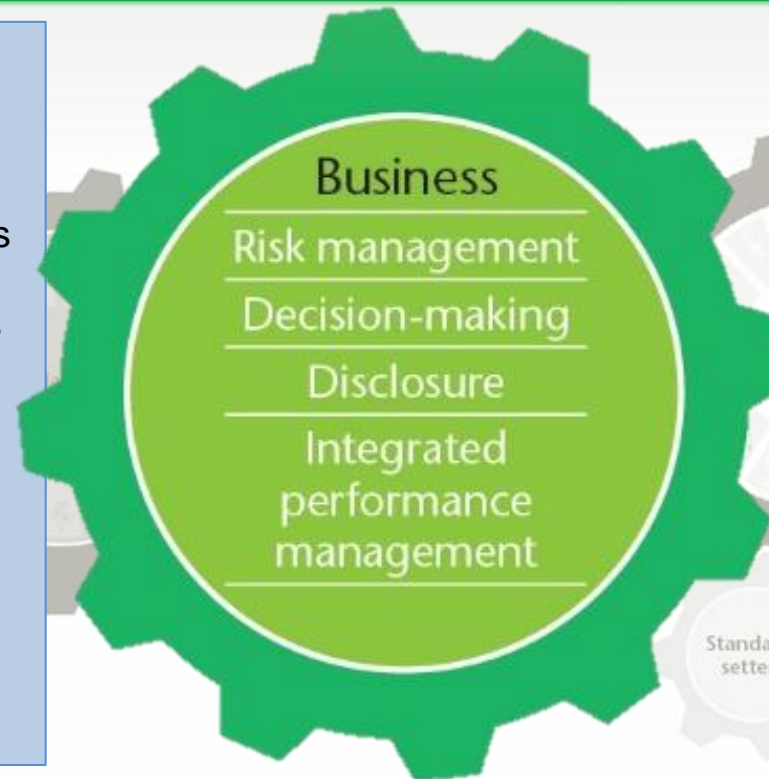 Business
Risk management
Decision-making
Disclosure
Integrated
performance
management